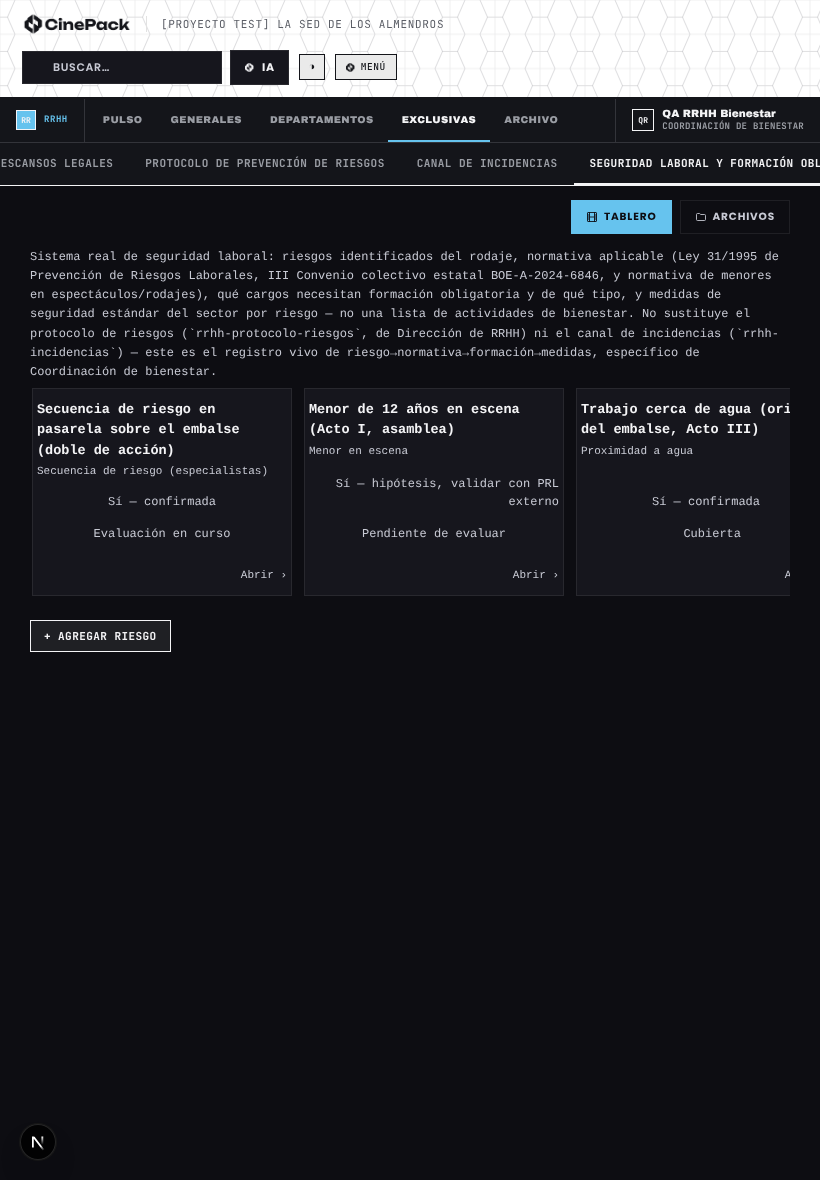 CinePack
[PROYECTO TEST] LA SED DE LOS ALMENDROS
BUSCAR…
IA
MENÚ
RR
RRHH
PULSO
GENERALES
DEPARTAMENTOS
EXCLUSIVAS
ARCHIVO
QR
QA RRHH Bienestar
COORDINACIÓN DE BIENESTAR
ESCANSOS LEGALES
PROTOCOLO DE PREVENCIÓN DE RIESGOS
CANAL DE INCIDENCIAS
SEGURIDAD LABORAL Y FORMACIÓN OBL
TABLERO
ARCHIVOS
Sistema real de seguridad laboral: riesgos identificados del rodaje, normativa aplicable (Ley 31/1995 de
Prevención de Riesgos Laborales, III Convenio colectivo estatal BOE-A-2024-6846, y normativa de menores
en espectáculos/rodajes), qué cargos necesitan formación obligatoria y de qué tipo, y medidas de
seguridad estándar del sector por riesgo — no una lista de actividades de bienestar. No sustituye el
protocolo de riesgos (`rrhh-protocolo-riesgos`, de Dirección de RRHH) ni el canal de incidencias (`rrhh-
incidencias`) — este es el registro vivo de riesgo→normativa→formación→medidas, específico de
Coordinación de bienestar.
Secuencia de riesgo en
pasarela sobre el embalse
(doble de acción)
Secuencia de riesgo (especialistas)
Sí — confirmada
Evaluación en curso
Abrir ›
Menor de 12 años en escena
(Acto I, asamblea)
Menor en escena
Sí — hipótesis, validar con PRL
externo
Pendiente de evaluar
Abrir ›
Trabajo cerca de agua (ori
del embalse, Acto III)
Proximidad a agua
Sí — confirmada
Cubierta
A
+ AGREGAR RIESGO
N